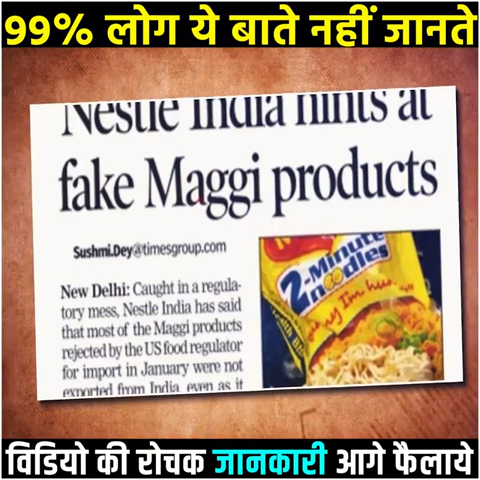 99% लोग ये बाते नहीं जानते
Nestle India hints at
fake Maggi products
Sushmi.Dey@timesgroup.com
New Delhi: Caught in a regula-
tory mess, Nestle India has said
that most of the Maggi products
rejected by the US food regulator
for import in January were not
exported from India, even as it
2-Minute
noodles
विडियो की रोचक जानकारी आगे फैलाये